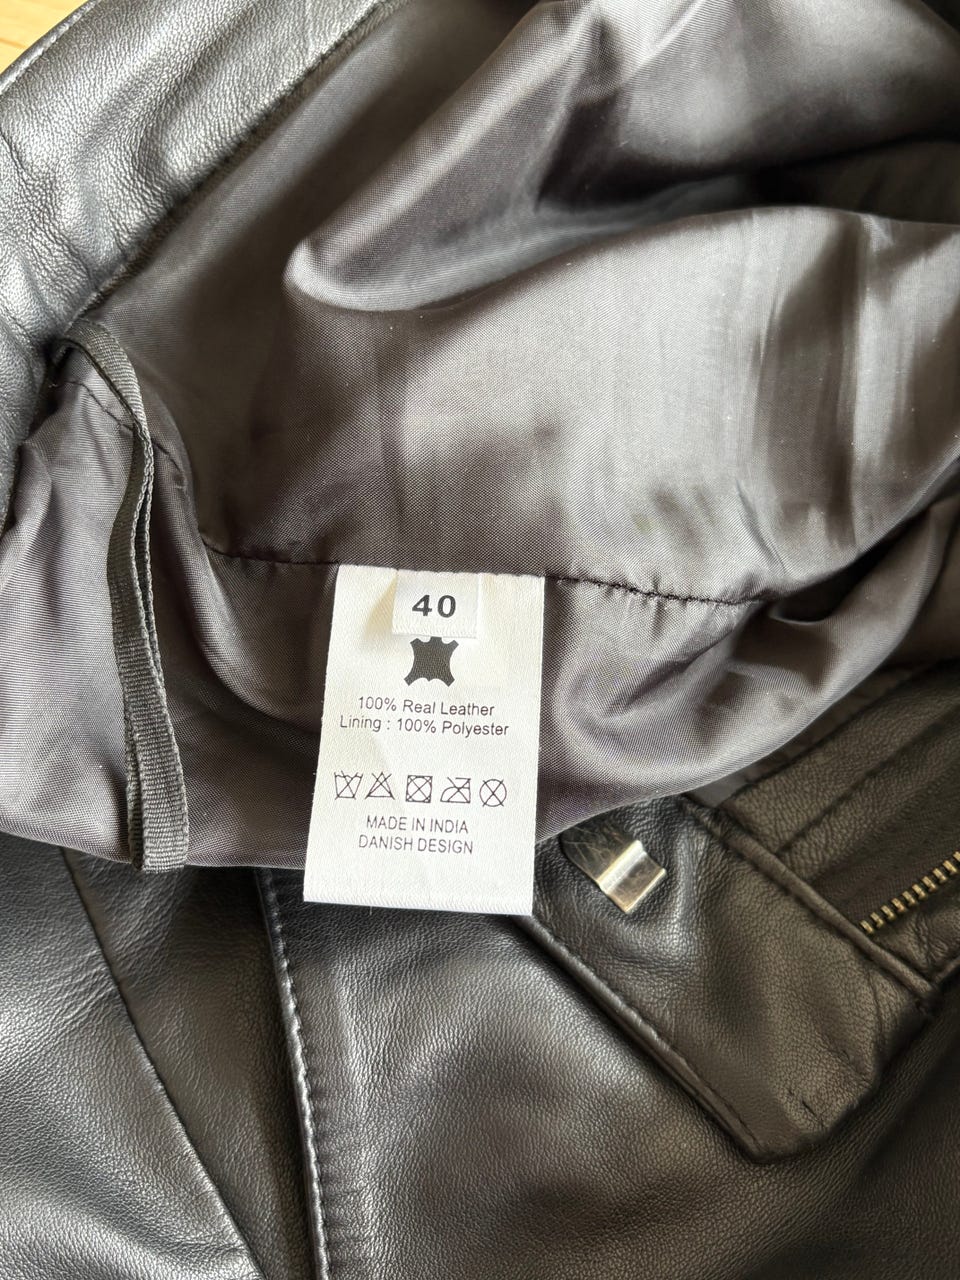 40
100% Real Leather
Lining : 100% Polyester
MADE IN INDIA
DANISH DESIGN